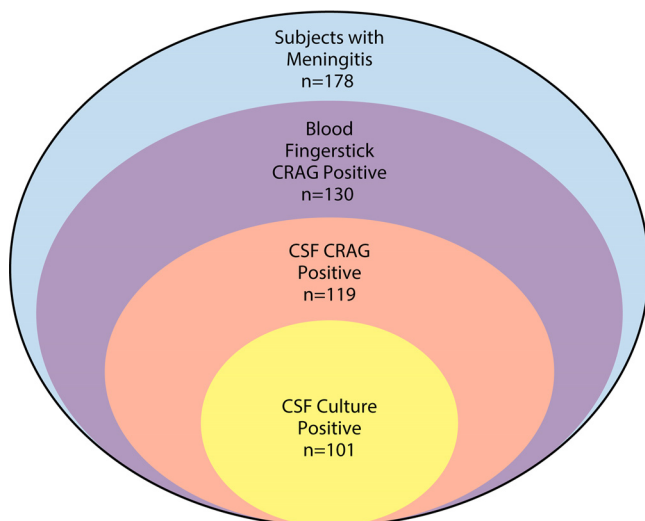 Subjects with
Meningitis
n=178
Blood
Fingerstick
CRAG Positive
n=130
CSF CRAG
Positive
n=119
CSF Culture
Positive
n=101